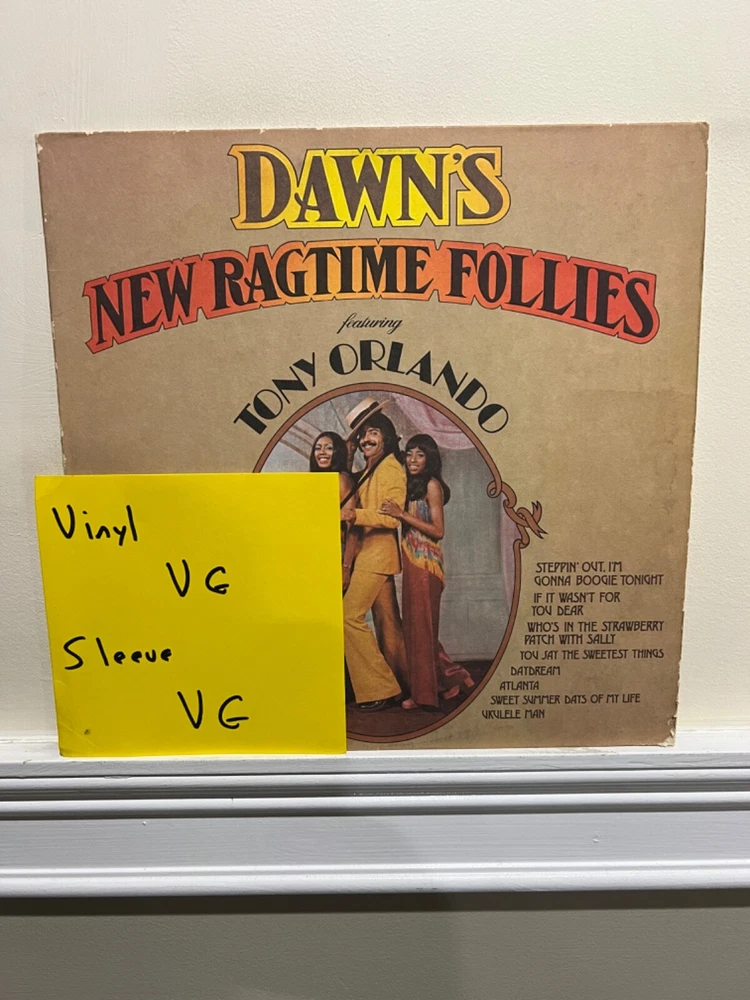 DAWN'S
NEW RAGTIME FOLLIES
featuring
TONY ORLANDO
STEPPIN' OUT, I'M
GONNA BOOGIE TONIGHT
IF IT WASN'T FOR
YOU DEAR
WHO'S IN THE STRAWBERRY
PATCH WITH SALLY
YOU SAY THE SWEETEST THINGS
DAYDREAM
ATLANTA
SWEET SUMMER DAYS OF MY LIFE
UKULELE MAN
Vinyl
VG
Sleeve
VG